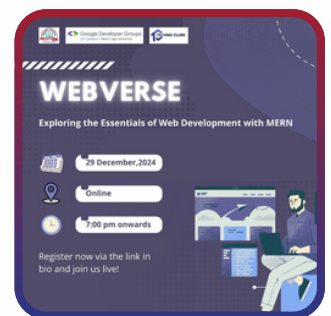 Google Developer Groups
WEBVERSE
Exploring the Essentials of Web Development with MERN
29 December,2024
Online
7:00 pm onwards
Register now via the link in
bio and join us live!